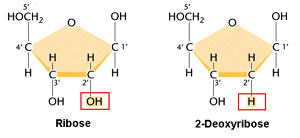 5'
HOCH₂ O OH
4' C C 1'
H H H H
C C
3' 2'
OH OH
Ribose
5'
HOCH₂ O OH
4' C C 1'
H H H H
C C
3' 2'
OH H
2-Deoxyribose